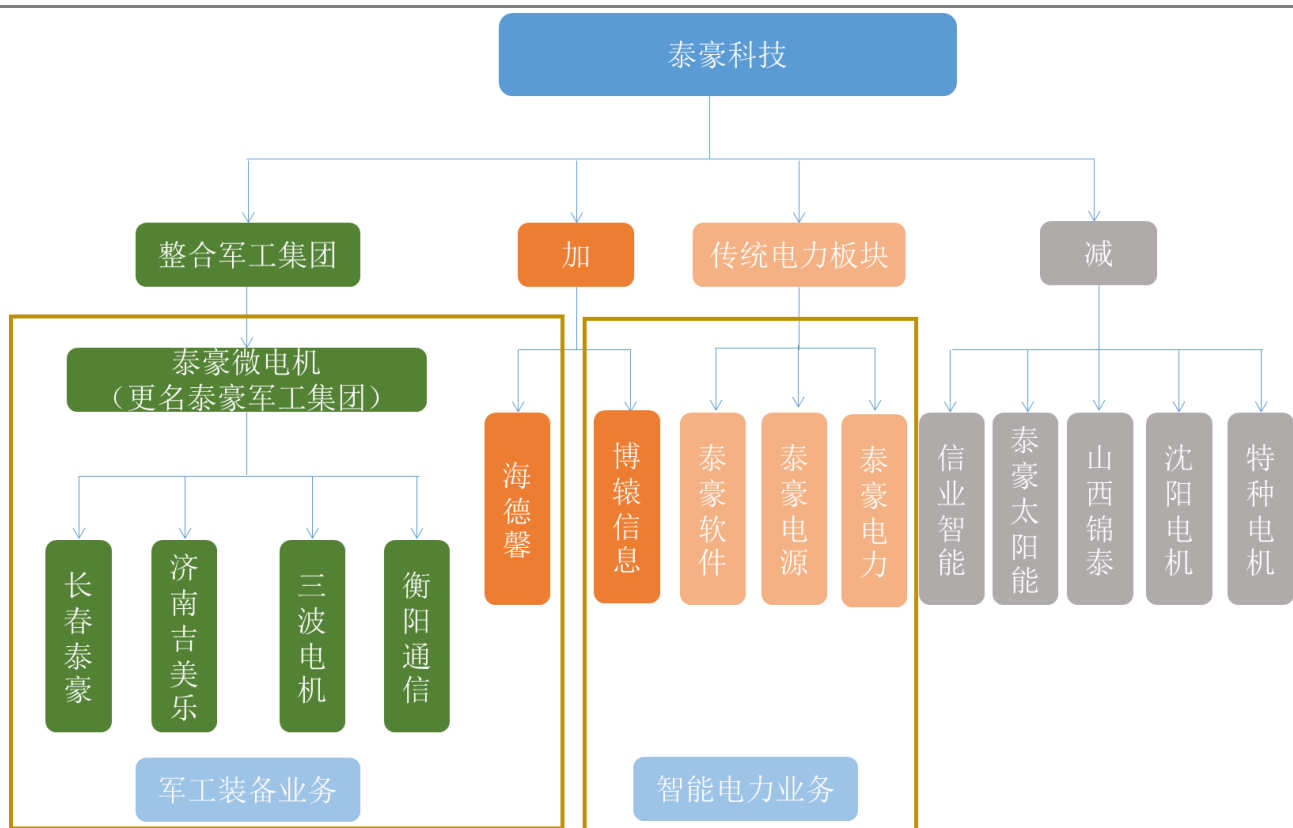 泰豪科技
整合军工集团
加
传统电力板块
减
泰豪微电机
（更名泰豪军工集团）
长春泰豪
济南吉美乐
三波电机
衡阳通信
海德馨
博辕信息
泰豪软件
泰豪电源
泰豪电力
信业智能
泰豪太阳能
山西锦泰
沈阳电机
特种电机
军工装备业务
智能电力业务